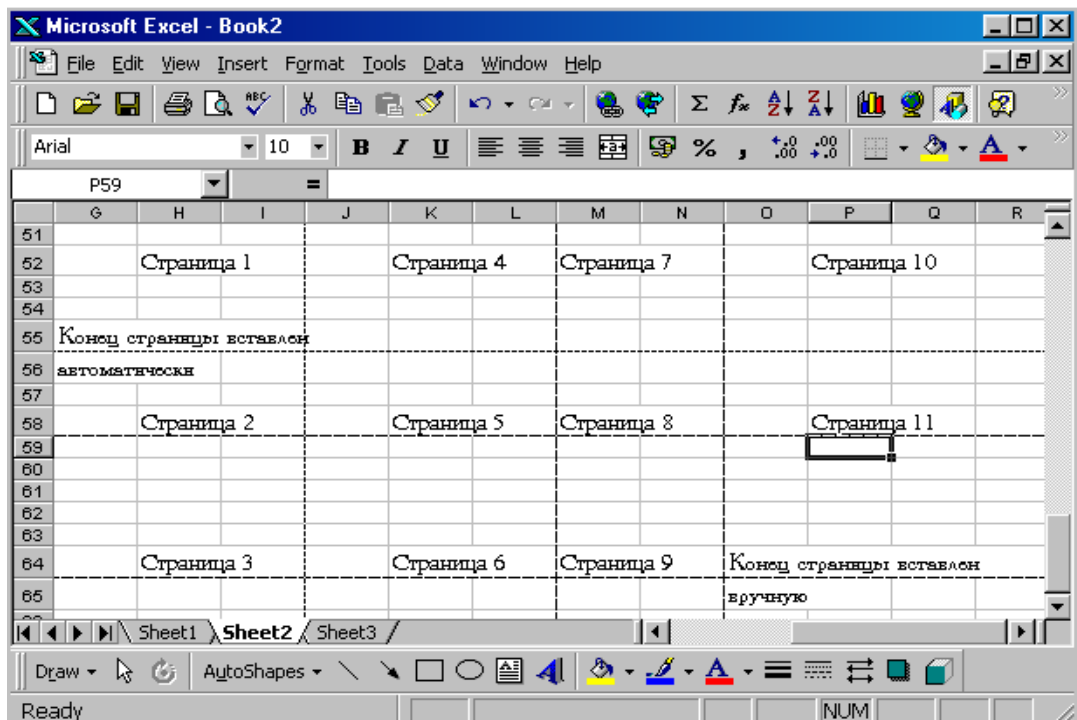 Microsoft Excel - Book2
File Edit View Insert Format Tools Data Window Help
Arial 10 B I U % ,
P59 =
G H I J K L M N O P Q R
51
52 Страница 1 Страница 4 Страница 7 Страница 10
53
54
55 Конец страницы вставлен
56 автоматически
57
58 Страница 2 Страница 5 Страница 8 Страница 11
59
60
61
62
63
64 Страница 3 Страница 6 Страница 9 Конец страницы вставлен
65 вручную
Sheet1 Sheet2 Sheet3
Draw AutoShapes
Ready NUM